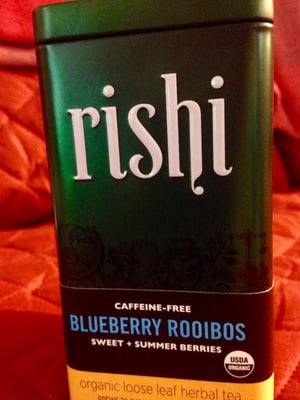 rishi
CAFFEINE-FREE
BLUEBERRY ROOIBOS
SWEET + SUMMER BERRIES
USDA
ORGANIC
organic loose leaf herbal tea